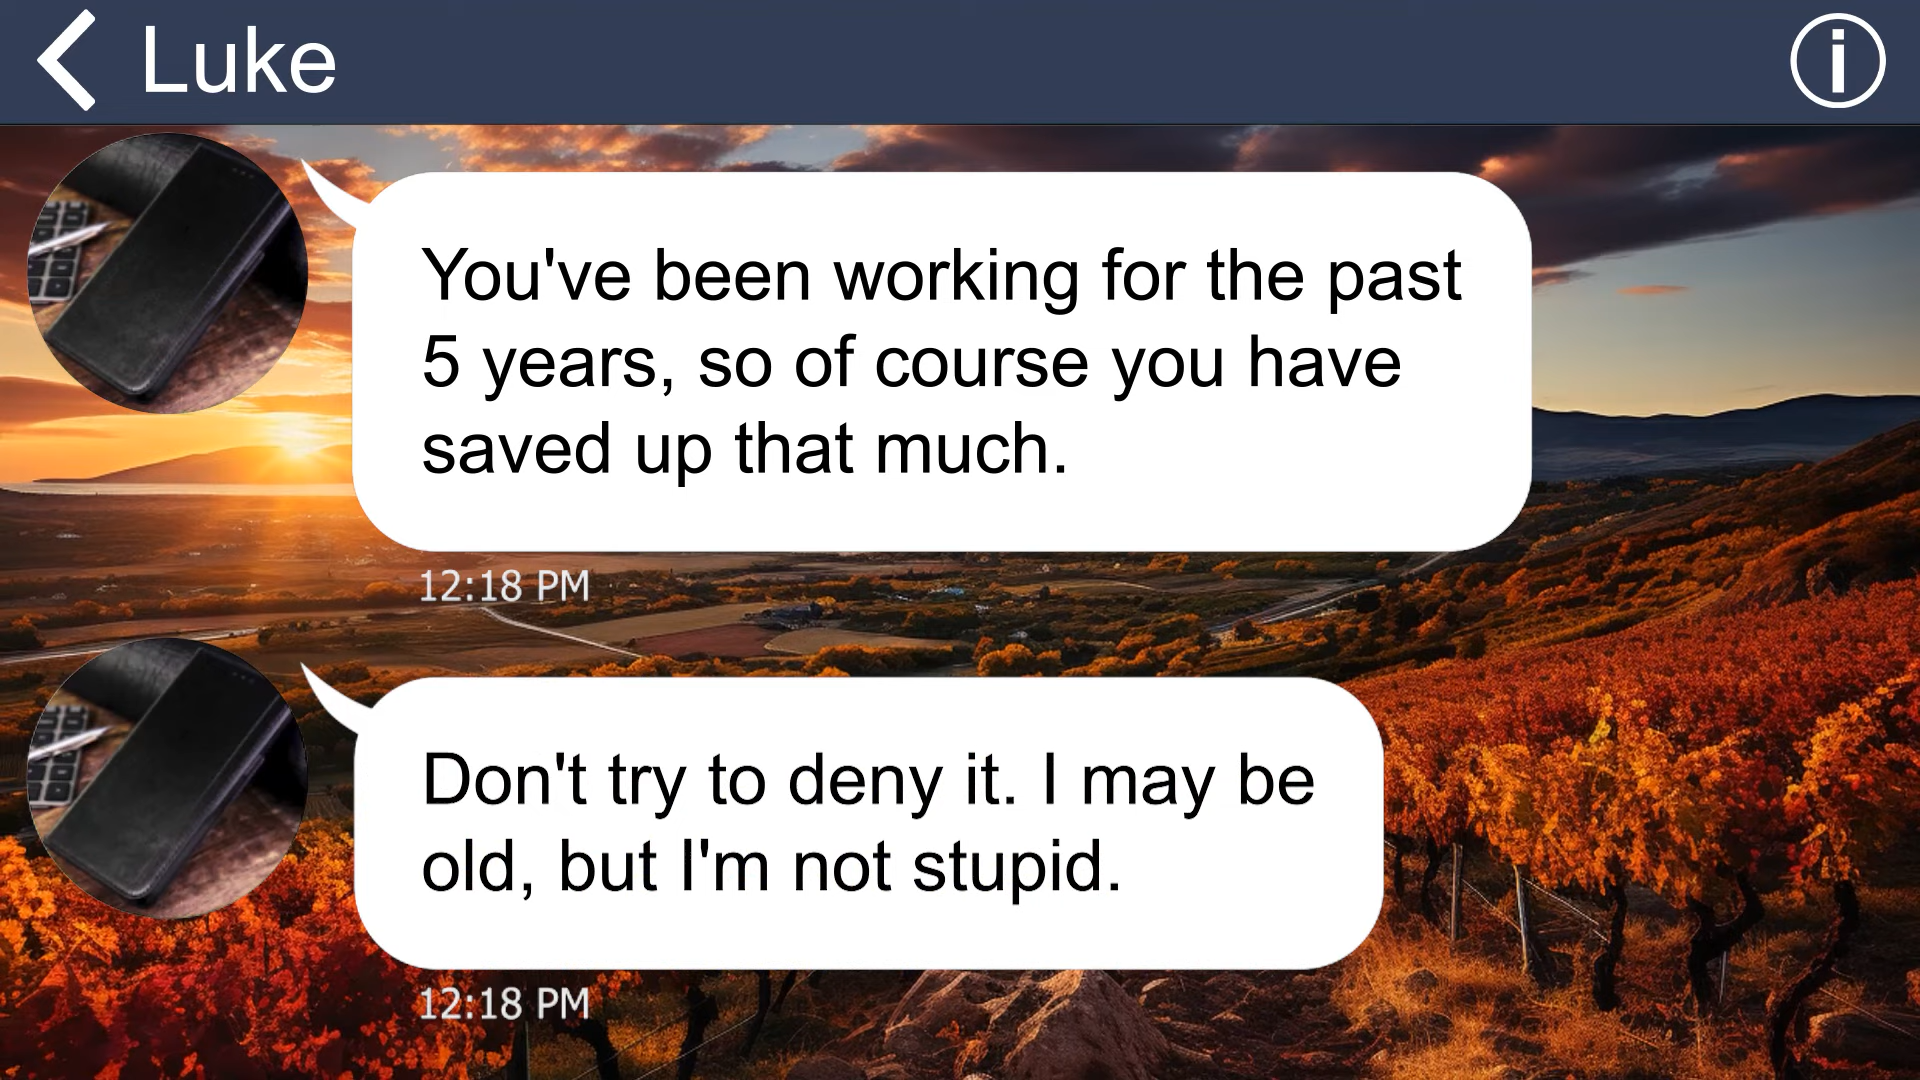 Luke
You've been working for the past
5 years, so of course you have
saved up that much.
12:18 PM
Don't try to deny it. I may be
old, but I'm not stupid.
12:18 PM